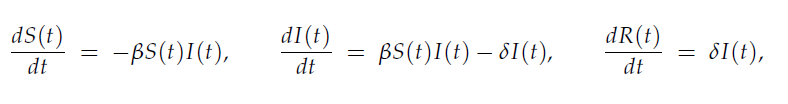 dS(t)/dt = −βS(t)I(t), dI(t)/dt = βS(t)I(t) − δI(t), dR(t)/dt = δI(t),